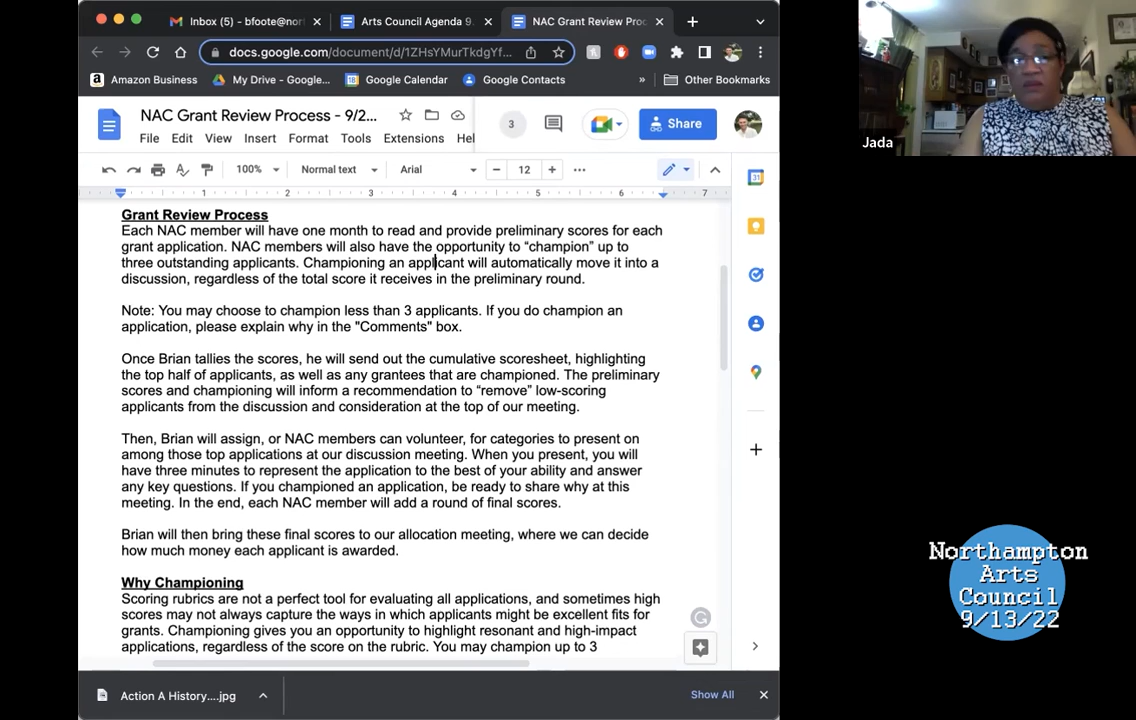 Inbox (5) - bfoote@nor
Arts Council Agenda 9.
NAC Grant Review Proc
docs.google.com/document/d/1ZHsYMurTkdgYf...
Amazon Business
My Drive - Google...
Google Calendar
Google Contacts
»
Other Bookmarks
NAC Grant Review Process - 9/2...
3
Share
File Edit View Insert Format Tools Extensions Hel
100% Normal text Arial 12
1 2 3 4 5 6 7
Grant Review Process
Each NAC member will have one month to read and provide preliminary scores for each
grant application. NAC members will also have the opportunity to “champion” up to
three outstanding applicants. Championing an applicant will automatically move it into a
discussion, regardless of the total score it receives in the preliminary round.
Note: You may choose to champion less than 3 applicants. If you do champion an
application, please explain why in the "Comments" box.
Once Brian tallies the scores, he will send out the cumulative scoresheet, highlighting
the top half of applicants, as well as any grantees that are championed. The preliminary
scores and championing will inform a recommendation to “remove” low-scoring
applicants from the discussion and consideration at the top of our meeting.
Then, Brian will assign, or NAC members can volunteer, for categories to present on
among those top applications at our discussion meeting. When you present, you will
have three minutes to represent the application to the best of your ability and answer
any key questions. If you championed an application, be ready to share why at this
meeting. In the end, each NAC member will add a round of final scores.
Brian will then bring these final scores to our allocation meeting, where we can decide
how much money each applicant is awarded.
Why Championing
Scoring rubrics are not a perfect tool for evaluating all applications, and sometimes high
scores may not always capture the ways in which applicants might be excellent fits for
grants. Championing gives you an opportunity to highlight resonant and high-impact
applications, regardless of the score on the rubric. You may champion up to 3
Action A History....jpg
Show All
Jada
Northampton
Arts
Council
9/13/22